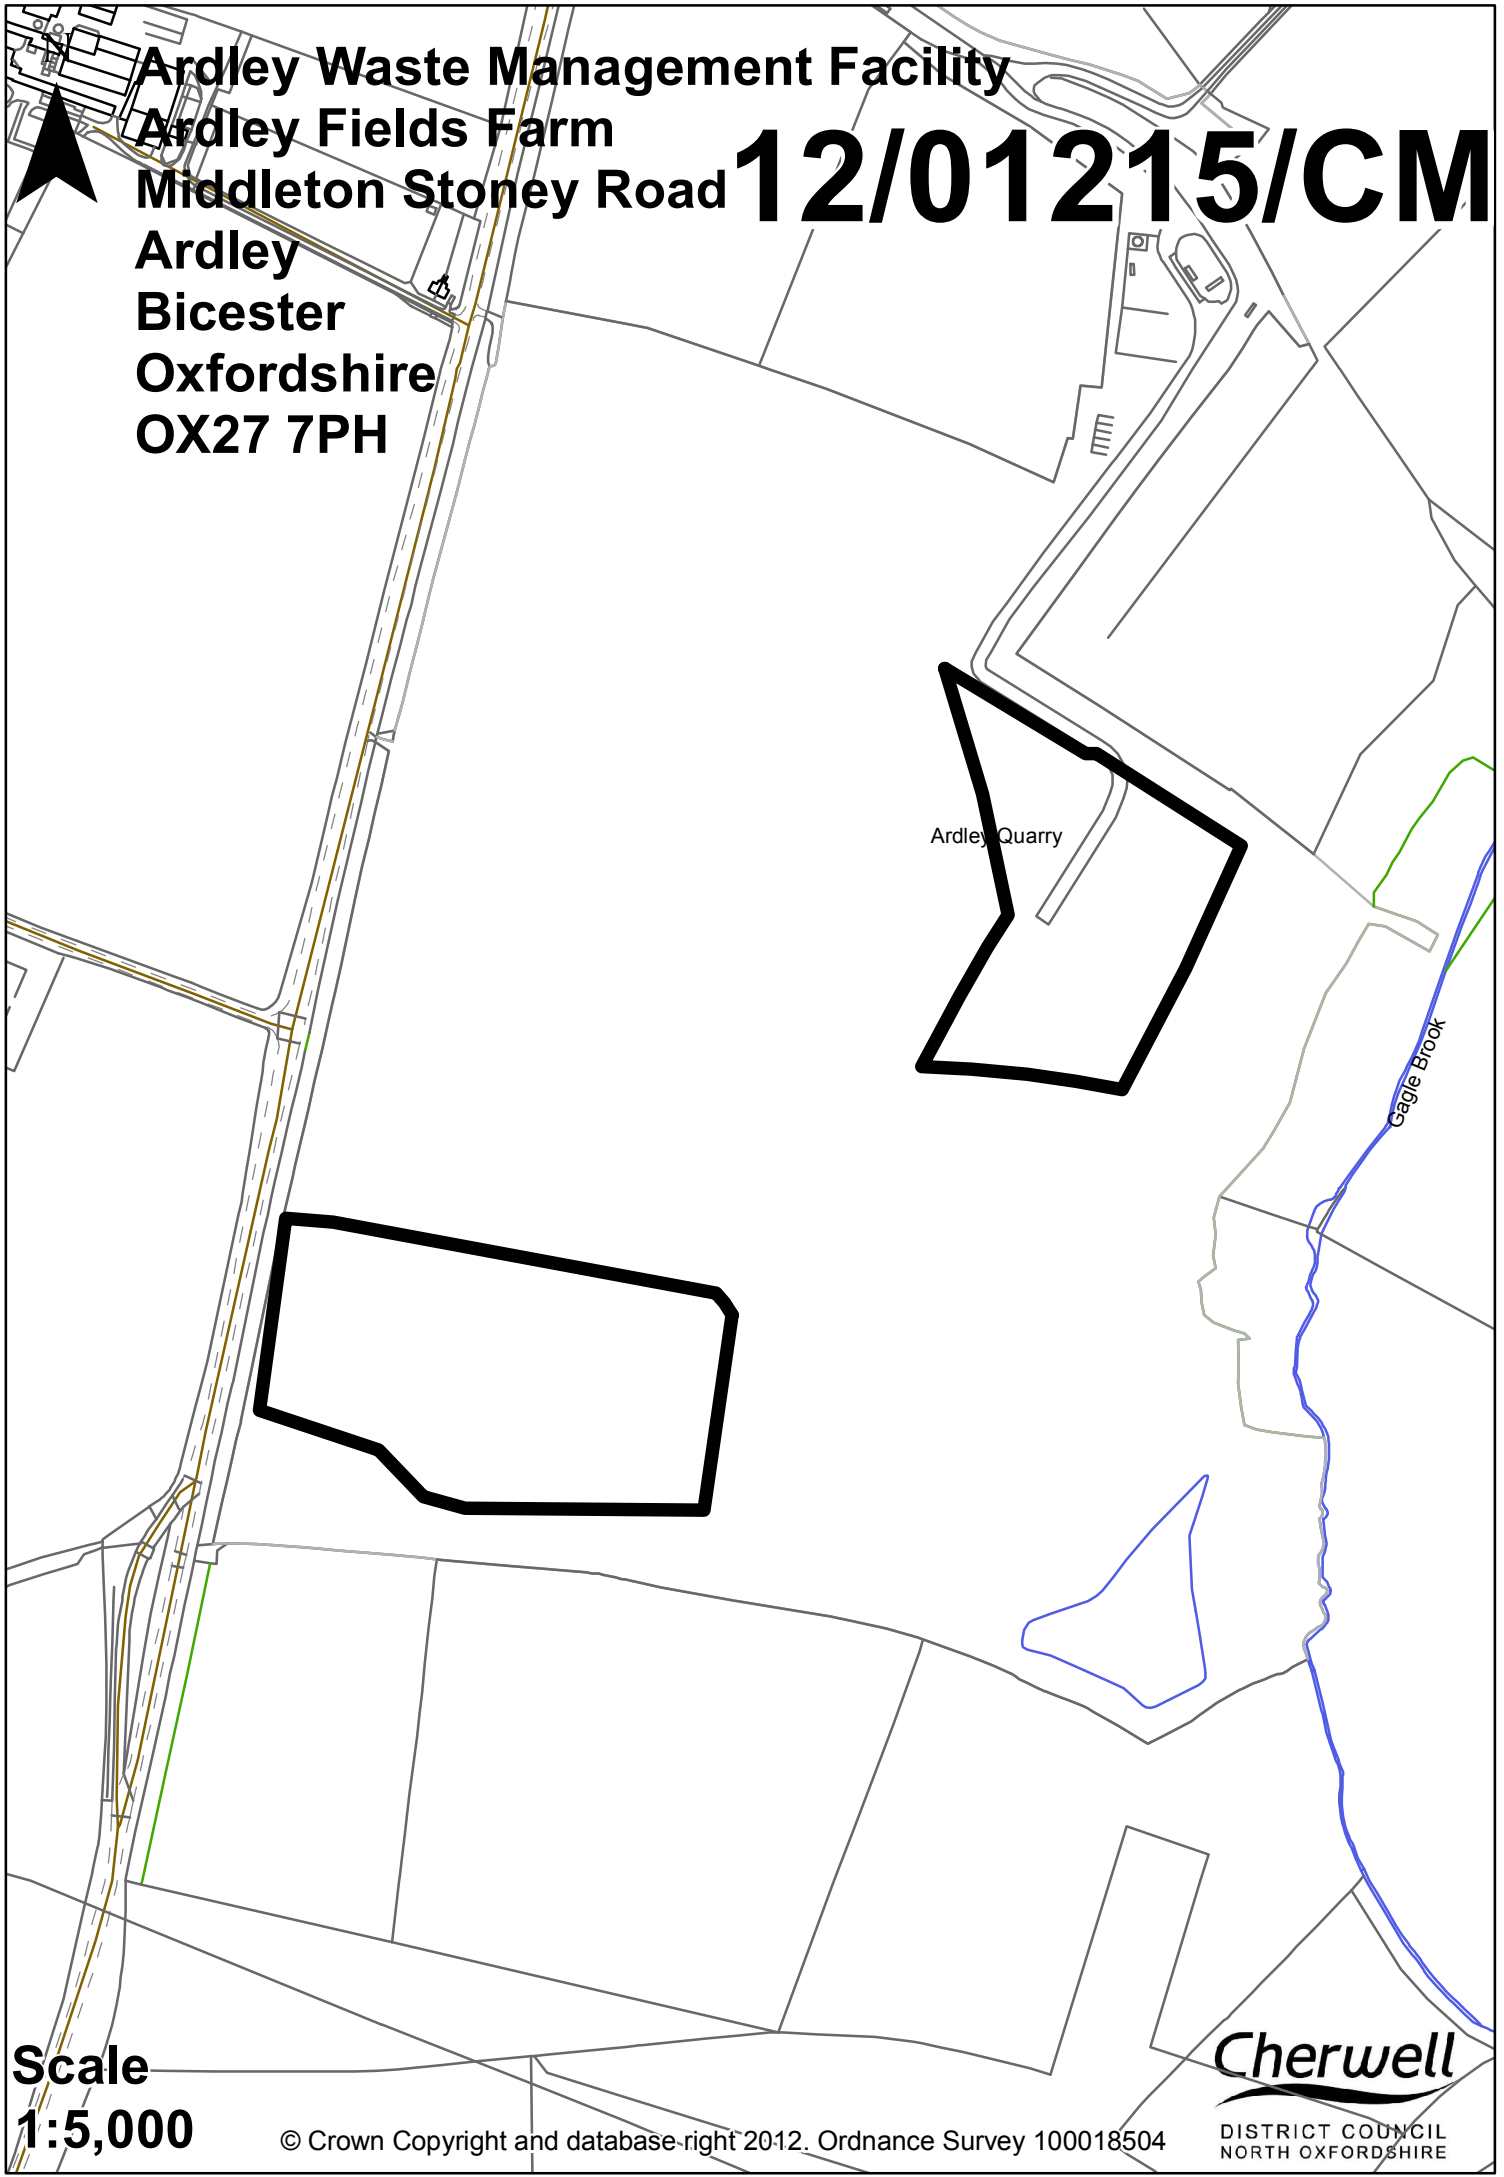 N
Ardley Waste Management Facility
Ardley Fields Farm
Middleton Stoney Road
Ardley
Bicester
Oxfordshire
OX27 7PH
12/01215/CM
Ardley Quarry
Gagle Brook
Scale
1:5,000
© Crown Copyright and database right 2012. Ordnance Survey 100018504
Cherwell
DISTRICT COUNCIL
NORTH OXFORDSHIRE